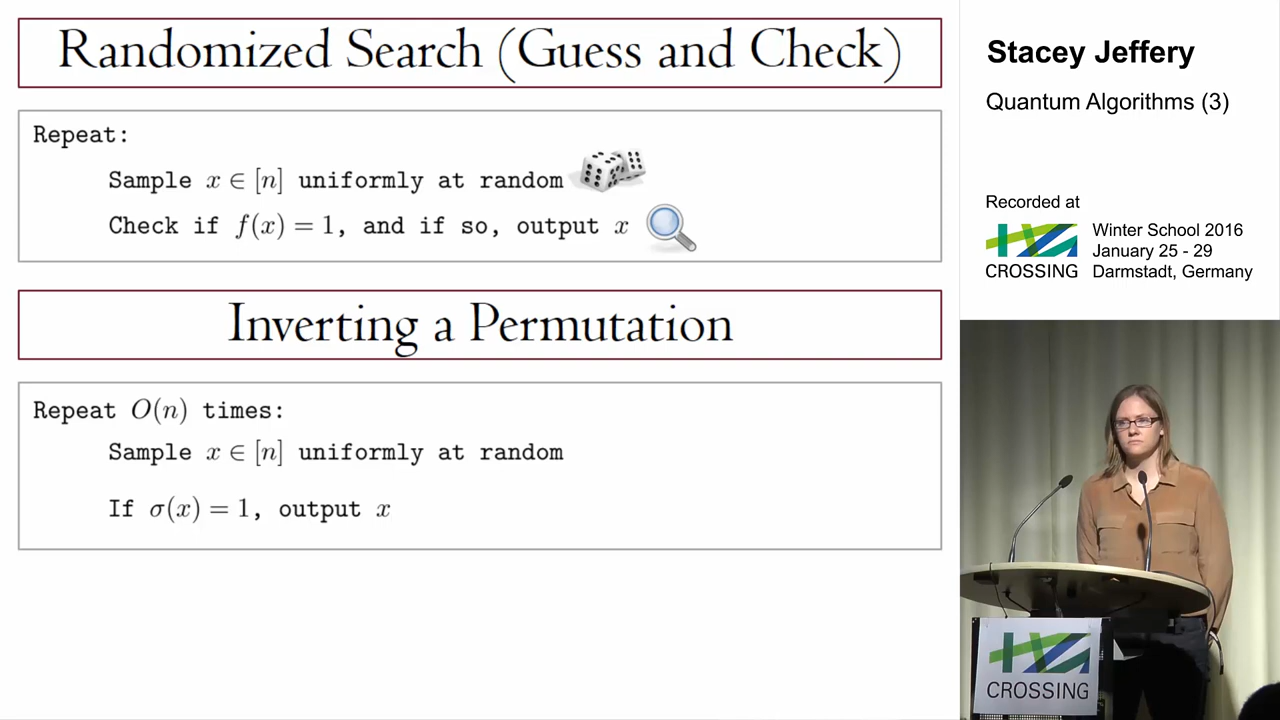 Randomized Search (Guess and Check)
Repeat:
Sample x ∈ [n] uniformly at random
Check if f(x) = 1, and if so, output x
Inverting a Permutation
Repeat O(n) times:
Sample x ∈ [n] uniformly at random
If σ(x) = 1, output x
Stacey Jeffery
Quantum Algorithms (3)
Recorded at
CROSSING
Winter School 2016
January 25 - 29
Darmstadt, Germany
CROSSING